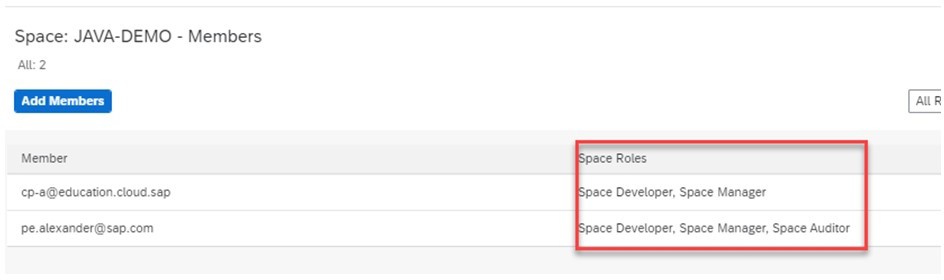 Space: JAVA-DEMO - Members
All: 2
Add Members
All R
Member Space Roles
cp-a@education.cloud.sap Space Developer, Space Manager
pe.alexander@sap.com Space Developer, Space Manager, Space Auditor